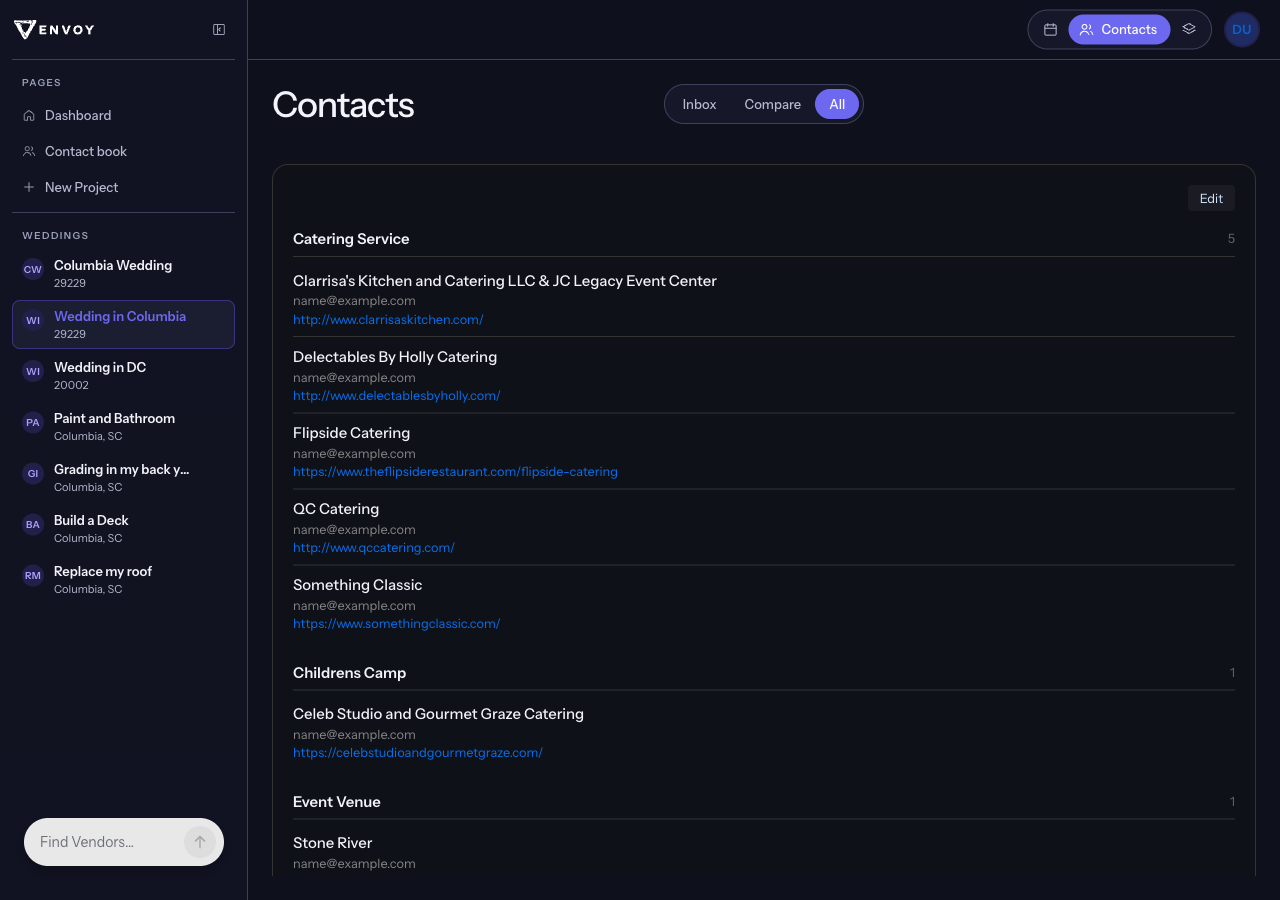 ENVOY
PAGES
Dashboard
Contact book
New Project
WEDDINGS
CW
Columbia Wedding
29229
WI
Wedding in Columbia
29229
WI
Wedding in DC
20002
PA
Paint and Bathroom
Columbia, SC
GI
Grading in my back y...
Columbia, SC
BA
Build a Deck
Columbia, SC
RM
Replace my roof
Columbia, SC
Find Vendors...
Contacts
DU
Contacts
Inbox
Compare
All
Edit
Catering Service
5
Clarrisa's Kitchen and Catering LLC & JC Legacy Event Center
name@example.com
http://www.clarrisaskitchen.com/
Delectables By Holly Catering
name@example.com
http://www.delectablesbyholly.com/
Flipside Catering
name@example.com
https://www.theflipsiderestaurant.com/flipside-catering
QC Catering
name@example.com
http://www.qccatering.com/
Something Classic
name@example.com
https://www.somethingclassic.com/
Childrens Camp
1
Celeb Studio and Gourmet Graze Catering
name@example.com
https://celebstudioandgourmetgraze.com/
Event Venue
1
Stone River
name@example.com